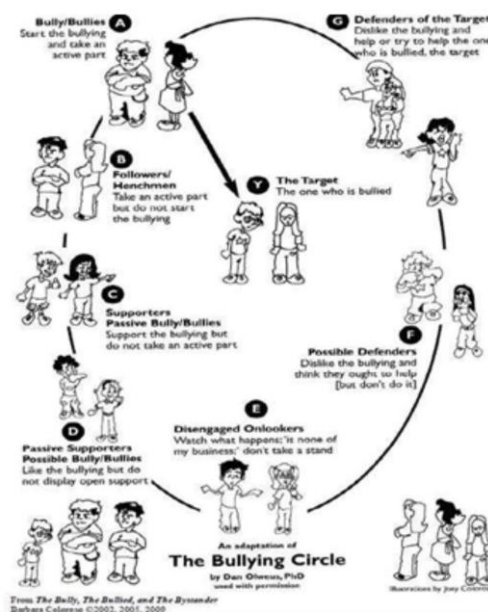 A
Bully/Bullies
Start the bullying
and take an
active part
G
Defenders of the Target
Dislike the bullying and
help or try to help the one
who is bullied, the target
B
Followers/
Henchmen
Take an active part
but do not start
the bullying
Y
The Target
The one who is bullied
C
Supporters
Passive Bully/Bullies
Support the bullying but
do not take an active part
F
Possible Defenders
Dislike the bullying and
think they ought to help
[but don't do it]
D
Passive Supporters
Possible Bully/Bullies
Like the bullying but do
not display open support
E
Disengaged Onlookers
Watch what happens; 'it none of
my business;' don't take a stand
An adaptation of
The Bullying Circle
by Dan Olweus, PhD
used with permission
Illustrations by Joey Coloroso
From The Bully, The Bullied, and The Bystander
Barbara Coloroso ©2002, 2005, 2009